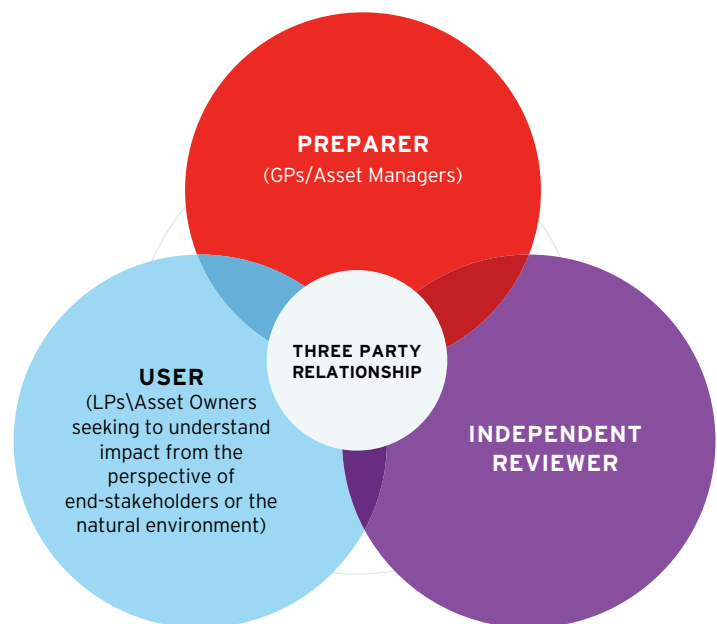 PREPARER
(GPs/Asset Managers)
THREE PARTY
RELATIONSHIP
USER
(LPs\Asset Owners
seeking to understand
impact from the
perspective of
end-stakeholders or the
natural environment)
INDEPENDENT
REVIEWER